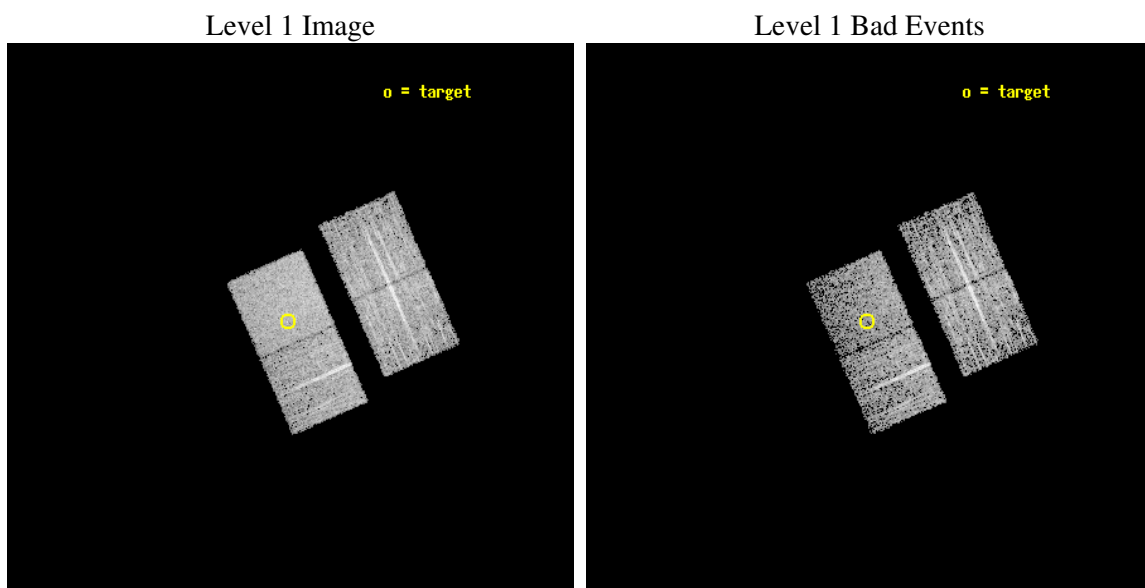 Level 1 Image
Level 1 Bad Events
o = target
o = target